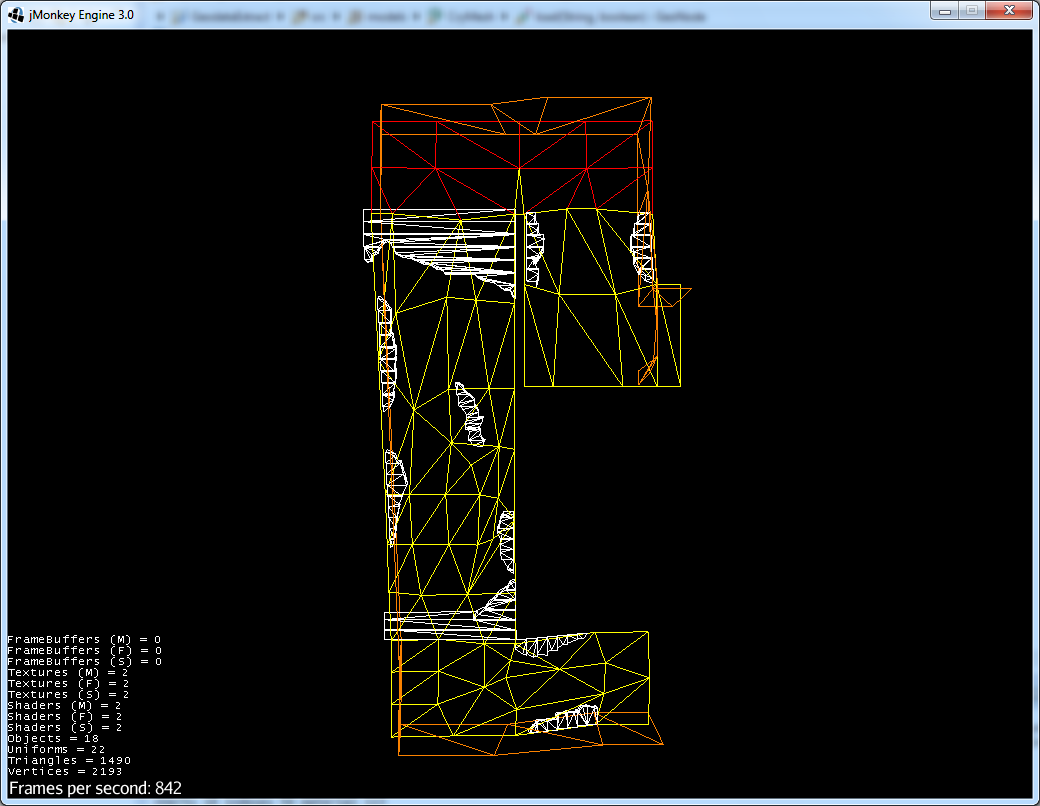 jMonkey Engine 3.0
FrameBuffers (M) = 0
FrameBuffers (F) = 0
FrameBuffers (S) = 0
Textures (M) = 2
Textures (F) = 2
Textures (S) = 2
Shaders (M) = 2
Shaders (F) = 2
Shaders (S) = 2
Objects = 18
Uniforms = 22
Triangles = 1490
Vertices = 2193
Frames per second: 842